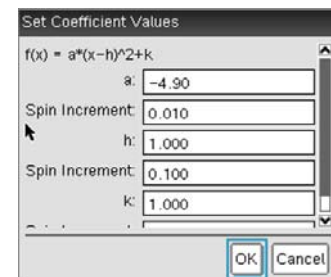 Set Coefficient Values
f(x) = a*(x−h)^2+k
a: −4.90
Spin Increment: 0.010
h: 1.000
Spin Increment: 0.100
k: 1.000
OK Cancel